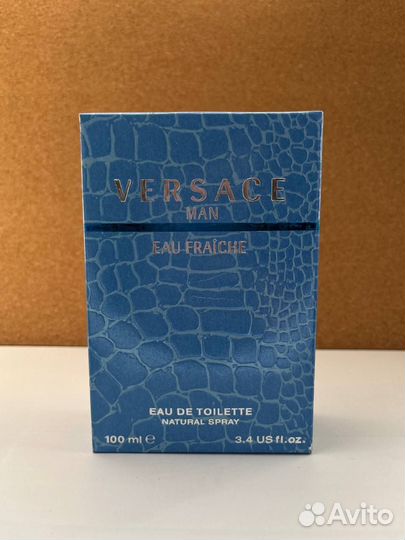 VERSACE
MAN
EAU FRAÎCHE
EAU DE TOILETTE
NATURAL SPRAY
100 ml ℮ 3.4 US fl.oz.
Avito